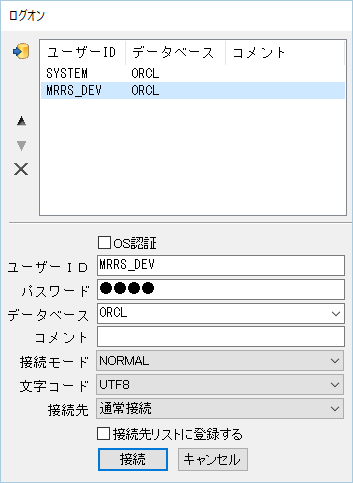 ログオン
ユーザーID データベース コメント
SYSTEM ORCL
MRRS_DEV ORCL
OS認証
ユーザーＩＤ MRRS_DEV
パスワード ●●●●
データベース ORCL
コメント
接続モード NORMAL
文字コード UTF8
接続先 通常接続
接続先リストに登録する
接続 キャンセル